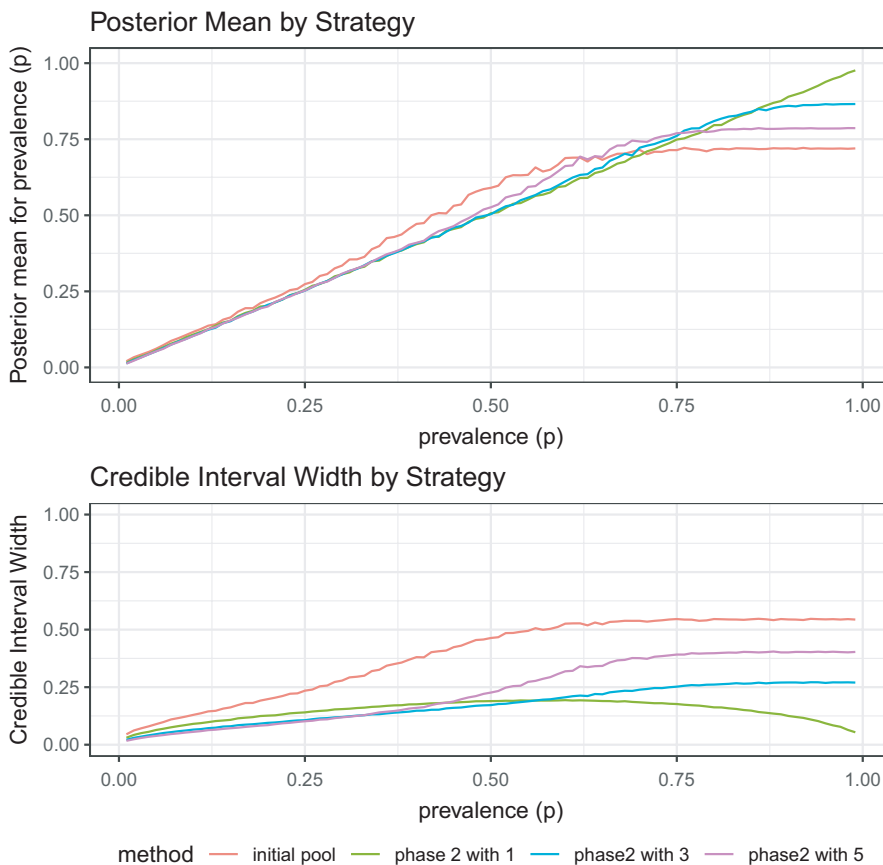 Posterior Mean by Strategy
Posterior mean for prevalence (p)
1.00
0.75
0.50
0.25
0.00
0.00 0.25 0.50 0.75 1.00
prevalence (p)
Credible Interval Width by Strategy
Credible Interval Width
1.00
0.75
0.50
0.25
0.00
0.00 0.25 0.50 0.75 1.00
prevalence (p)
method initial pool phase 2 with 1 phase2 with 3 phase2 with 5